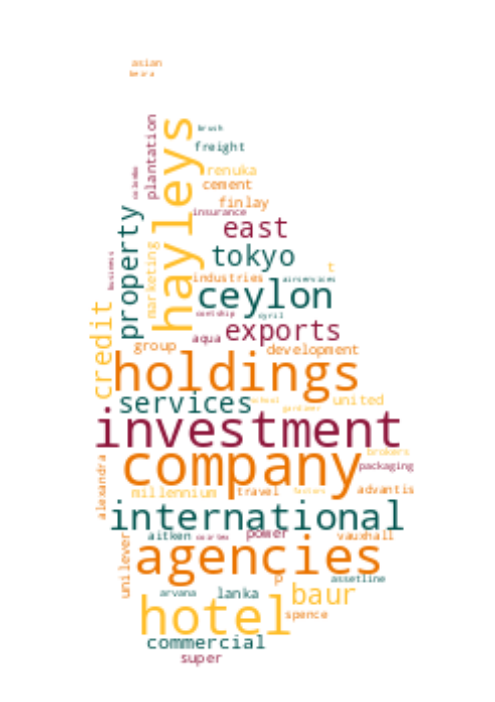 asian
beira
plantation
hayleys
brush
freight
colombo
renuka
cement
finlay
insurance
property
east
marketing
tokyo
business
industries
airservices
t
ceylon
credit
cyril
exports
aqua
group
development
holdings
services
school
united
gardiner
investment
company
brokers
packaging
alexandra
millennium
travel
advantis
international
aitken
power
vauxhall
unilever
agencies
p
assetline
arvana
lanka
baur
hotel
spence
commercial
super